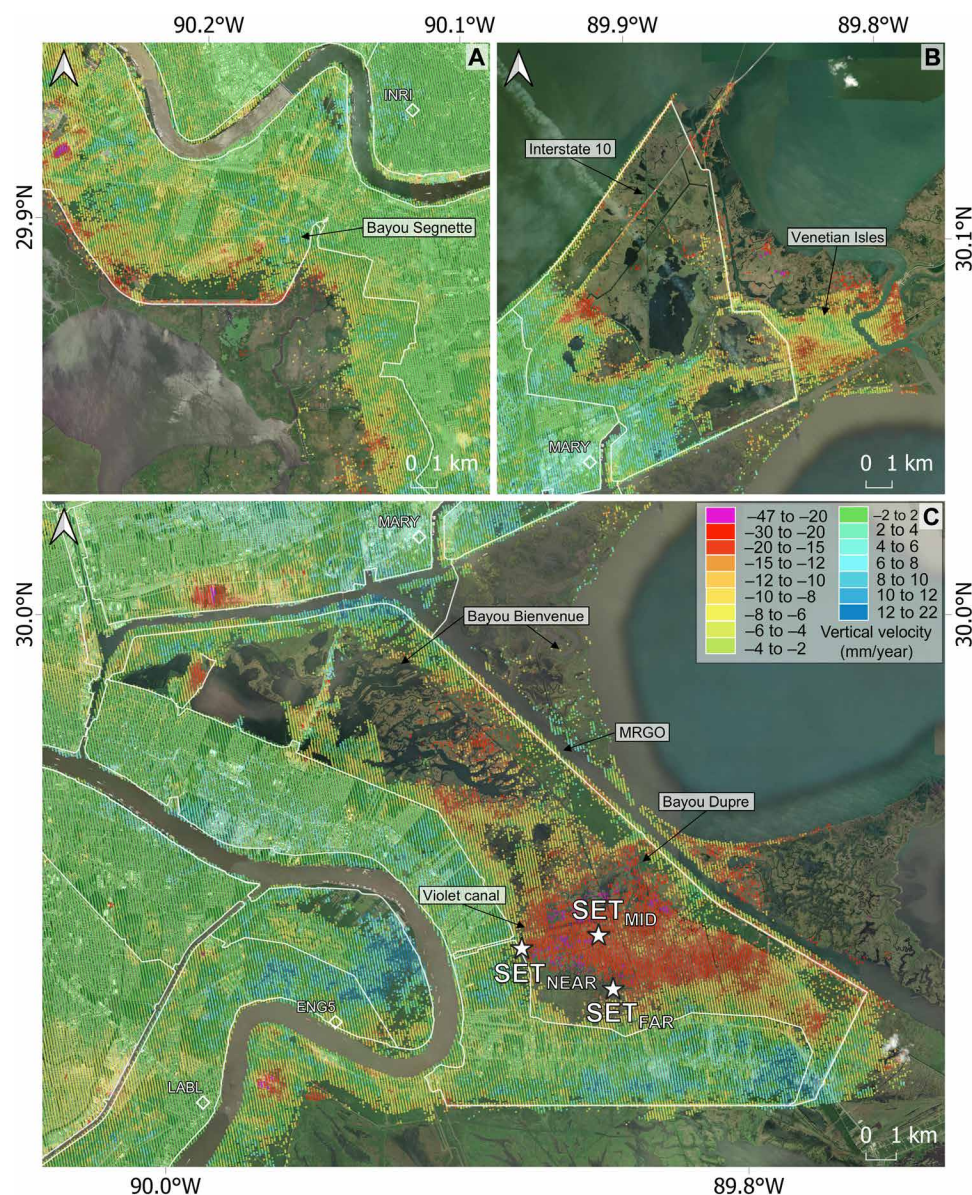 90.2°W
90.1°W
89.9°W
89.8°W
A
INRI
Bayou Segnette
29.9°N
0 1 km
B
Interstate 10
Venetian Isles
30.1°N
MARY
0 1 km
C
–47 to –20
–30 to –20
–20 to –15
–15 to –12
–12 to –10
–10 to –8
–8 to –6
–6 to –4
–4 to –2
–2 to 2
2 to 4
4 to 6
6 to 8
8 to 10
10 to 12
12 to 22
Vertical velocity
(mm/year)
MARY
30.0°N
30.0°N
Bayou Bienvenue
MRGO
Bayou Dupre
Violet canal
SETMID
SETNEAR
SETFAR
ENG5
LABL
0 1 km
90.0°W
89.8°W